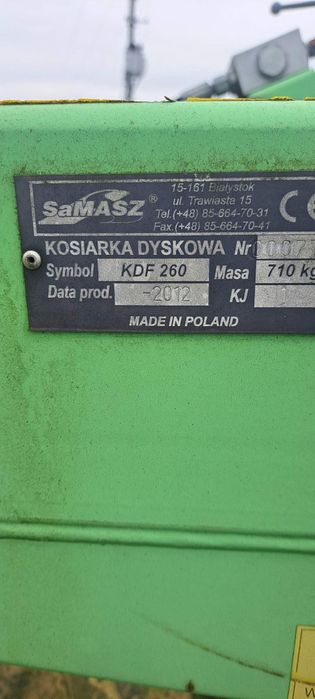 SaMASZ®
15-161 Białystok
ul. Trawiasta 15
Tel.(+48) 85-664-70-31
Fax.(+48) 85-664-70-41
CE
KOSIARKA DYSKOWA Nr
Symbol KDF 260 Masa 710 kg
Data prod. -2012 KJ
MADE IN POLAND